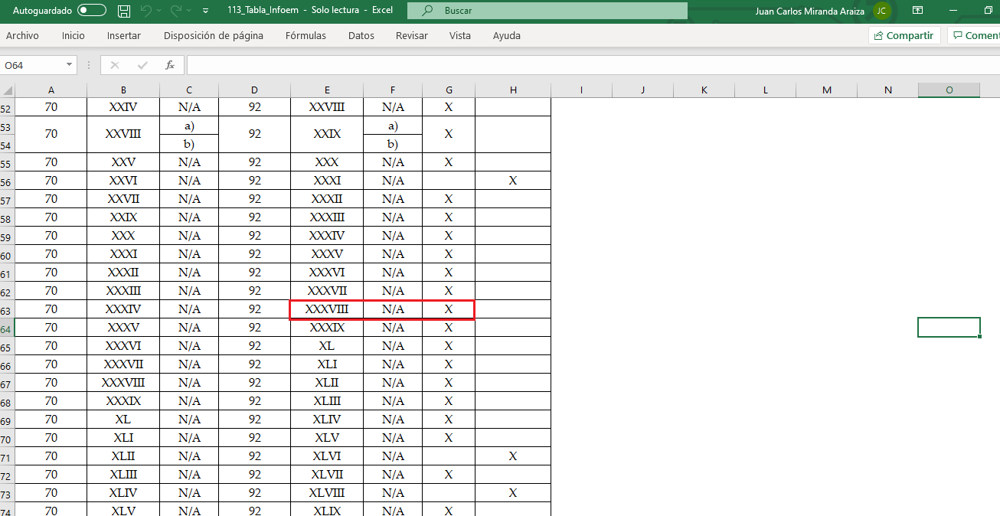 Autoguardado 113_Tabla_Infoem - Solo lectura - Excel Buscar Juan Carlos Miranda Araiza JC
Archivo Inicio Insertar Disposición de página Fórmulas Datos Revisar Vista Ayuda Compartir Coment
O64 fx
A B C D E F G H I J K L M N O
52 70 XXIV N/A 92 XXVIII N/A X
53 70 XXVIII a) 92 XXIX a) X
54 b) b)
55 70 XXV N/A 92 XXX N/A X
56 70 XXVI N/A 92 XXXI N/A X
57 70 XXVII N/A 92 XXXII N/A X
58 70 XXIX N/A 92 XXXIII N/A X
59 70 XXX N/A 92 XXXIV N/A X
60 70 XXXI N/A 92 XXXV N/A X
61 70 XXXII N/A 92 XXXVI N/A X
62 70 XXXIII N/A 92 XXXVII N/A X
63 70 XXXIV N/A 92 XXXVIII N/A X
64 70 XXXV N/A 92 XXXIX N/A X
65 70 XXXVI N/A 92 XL N/A X
66 70 XXXVII N/A 92 XLI N/A X
67 70 XXXVIII N/A 92 XLII N/A X
68 70 XXXIX N/A 92 XLIII N/A X
69 70 XL N/A 92 XLIV N/A X
70 70 XLI N/A 92 XLV N/A X
71 70 XLII N/A 92 XLVI N/A X
72 70 XLIII N/A 92 XLVII N/A X
73 70 XLIV N/A 92 XLVIII N/A X
74 70 XLV N/A 92 XLIX N/A X